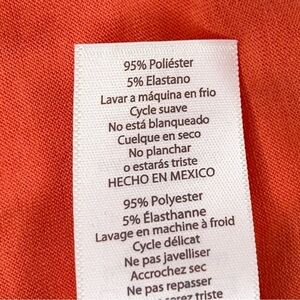 95% Poliéster
5% Elastano
Lavar a máquina en frio
Cycle suave
No está blanqueado
Cuelque en seco
No planchar
o estarás triste
HECHO EN MEXICO
95% Polyester
5% Élasthanne
Lavage en machine à froid
Cycle délicat
Ne pas javelliser
Accrochez sec
Ne pas repasser
serez triste